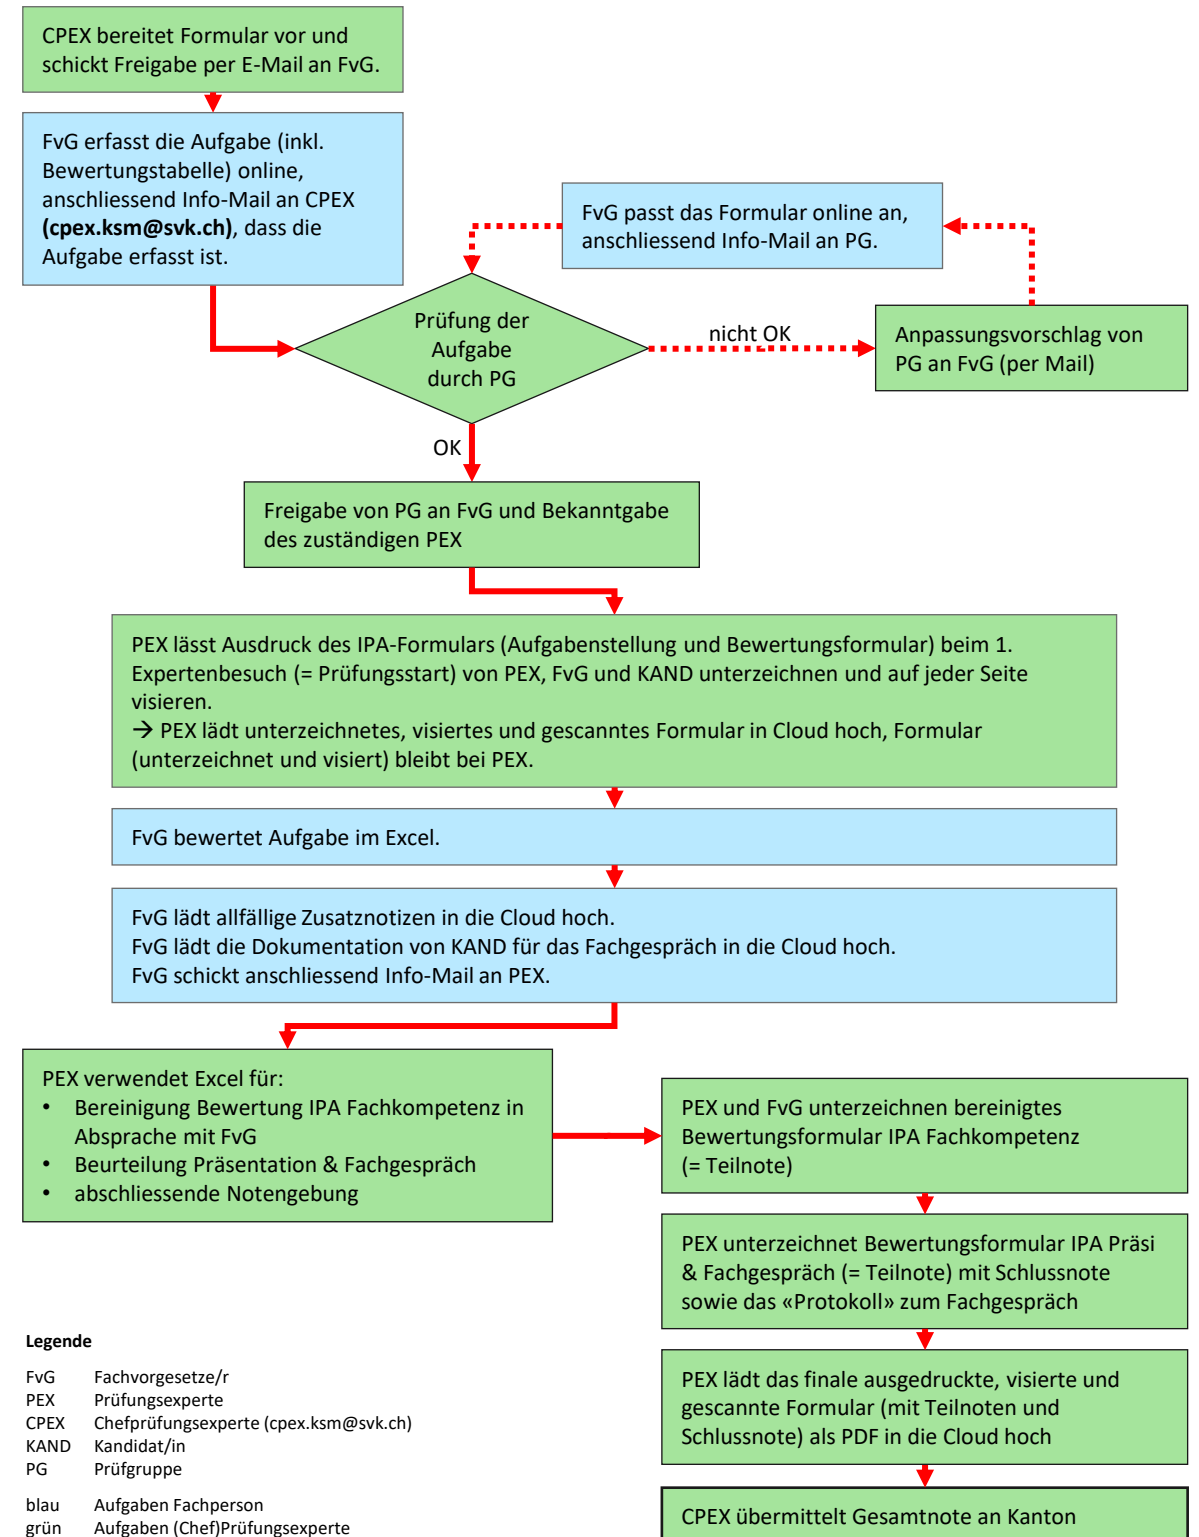 CPEX bereitet Formular vor und
schickt Freigabe per E-Mail an FvG.
FvG erfasst die Aufgabe (inkl.
Bewertungstabelle) online,
anschliessend Info-Mail an CPEX
(cpex.ksm@svk.ch), dass die
Aufgabe erfasst ist.
FvG passt das Formular online an,
anschliessend Info-Mail an PG.
Prüfung der
Aufgabe
durch PG
nicht OK
Anpassungsvorschlag von
PG an FvG (per Mail)
OK
Freigabe von PG an FvG und Bekanntgabe
des zuständigen PEX
PEX lässt Ausdruck des IPA-Formulars (Aufgabenstellung und Bewertungsformular) beim 1.
Expertenbesuch (= Prüfungsstart) von PEX, FvG und KAND unterzeichnen und auf jeder Seite
visieren.
→ PEX lädt unterzeichnetes, visiertes und gescanntes Formular in Cloud hoch, Formular
(unterzeichnet und visiert) bleibt bei PEX.
FvG bewertet Aufgabe im Excel.
FvG lädt allfällige Zusatznotizen in die Cloud hoch.
FvG lädt die Dokumentation von KAND für das Fachgespräch in die Cloud hoch.
FvG schickt anschliessend Info-Mail an PEX.
PEX verwendet Excel für:
• Bereinigung Bewertung IPA Fachkompetenz in
Absprache mit FvG
• Beurteilung Präsentation & Fachgespräch
• abschliessende Notengebung
PEX und FvG unterzeichnen bereinigtes
Bewertungsformular IPA Fachkompetenz
(= Teilnote)
PEX unterzeichnet Bewertungsformular IPA Präsi
& Fachgespräch (= Teilnote) mit Schlussnote
sowie das «Protokoll» zum Fachgespräch
PEX lädt das finale ausgedruckte, visierte und
gescannte Formular (mit Teilnoten und
Schlussnote) als PDF in die Cloud hoch
CPEX übermittelt Gesamtnote an Kanton
Legende
FvG Fachvorgesetze/r
PEX Prüfungsexperte
CPEX Chefprüfungsexperte (cpex.ksm@svk.ch)
KAND Kandidat/in
PG Prüfgruppe
blau Aufgaben Fachperson
grün Aufgaben (Chef)Prüfungsexperte